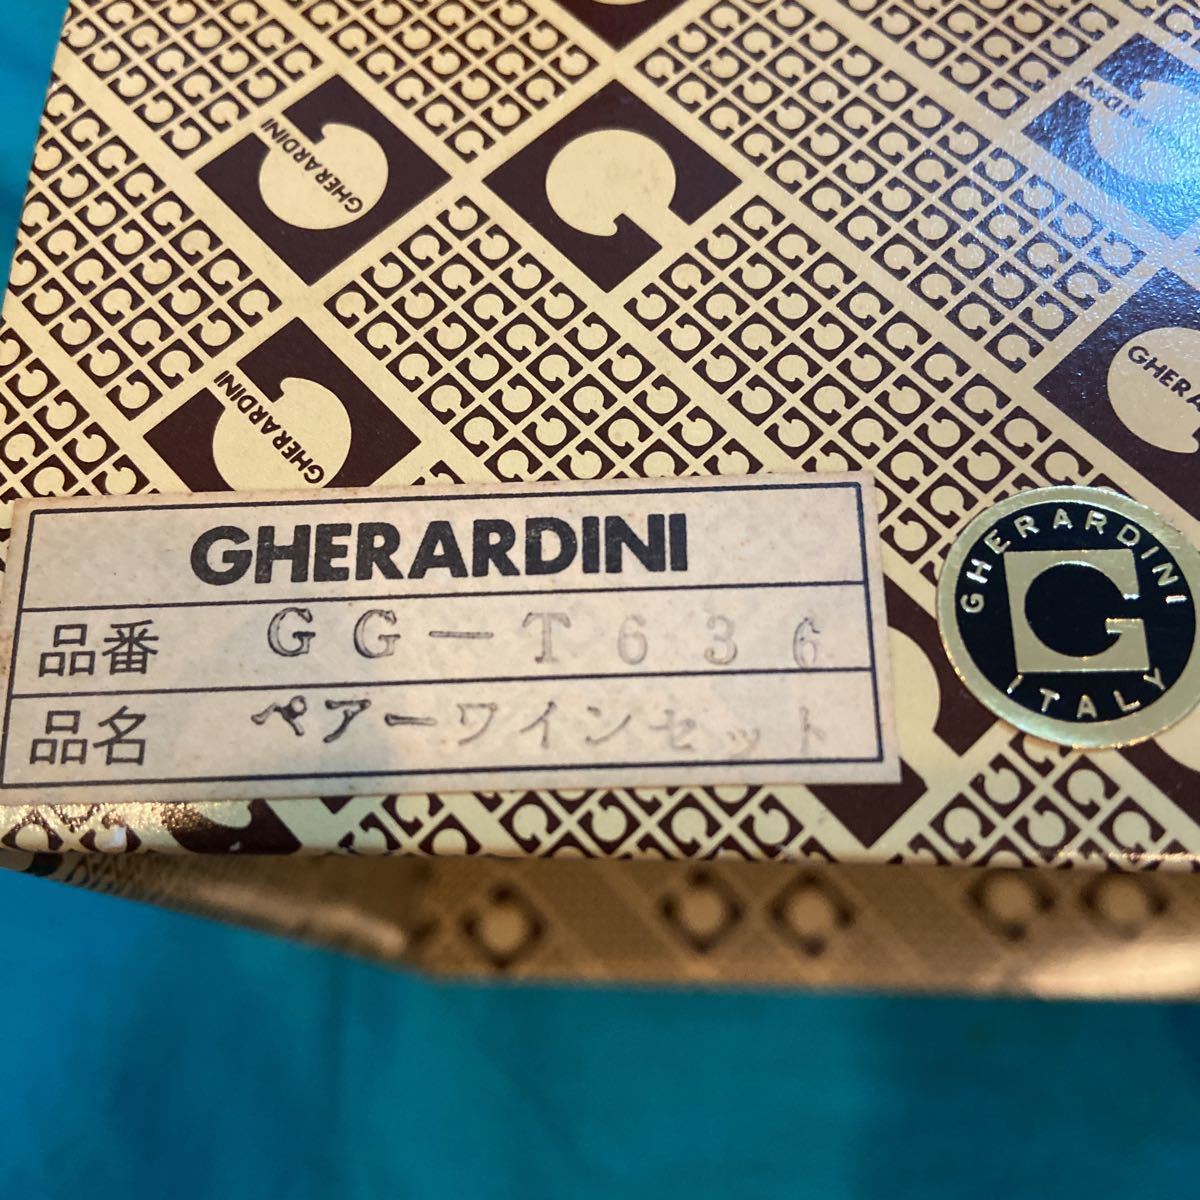 GHERARDINI
GHERARDINI
GHERARDINI
GHERARDINI
GHERARDINI
品番 GG-T636
品名 ペアーワインセット
GHERARDINI
ITALY